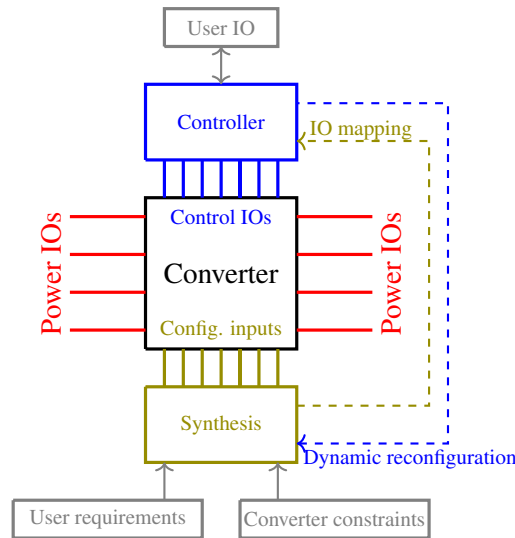 User IO
Controller
IO mapping
Control IOs
Power IOs
Converter
Power IOs
Config. inputs
Synthesis
Dynamic reconfiguration
User requirements
Converter constraints